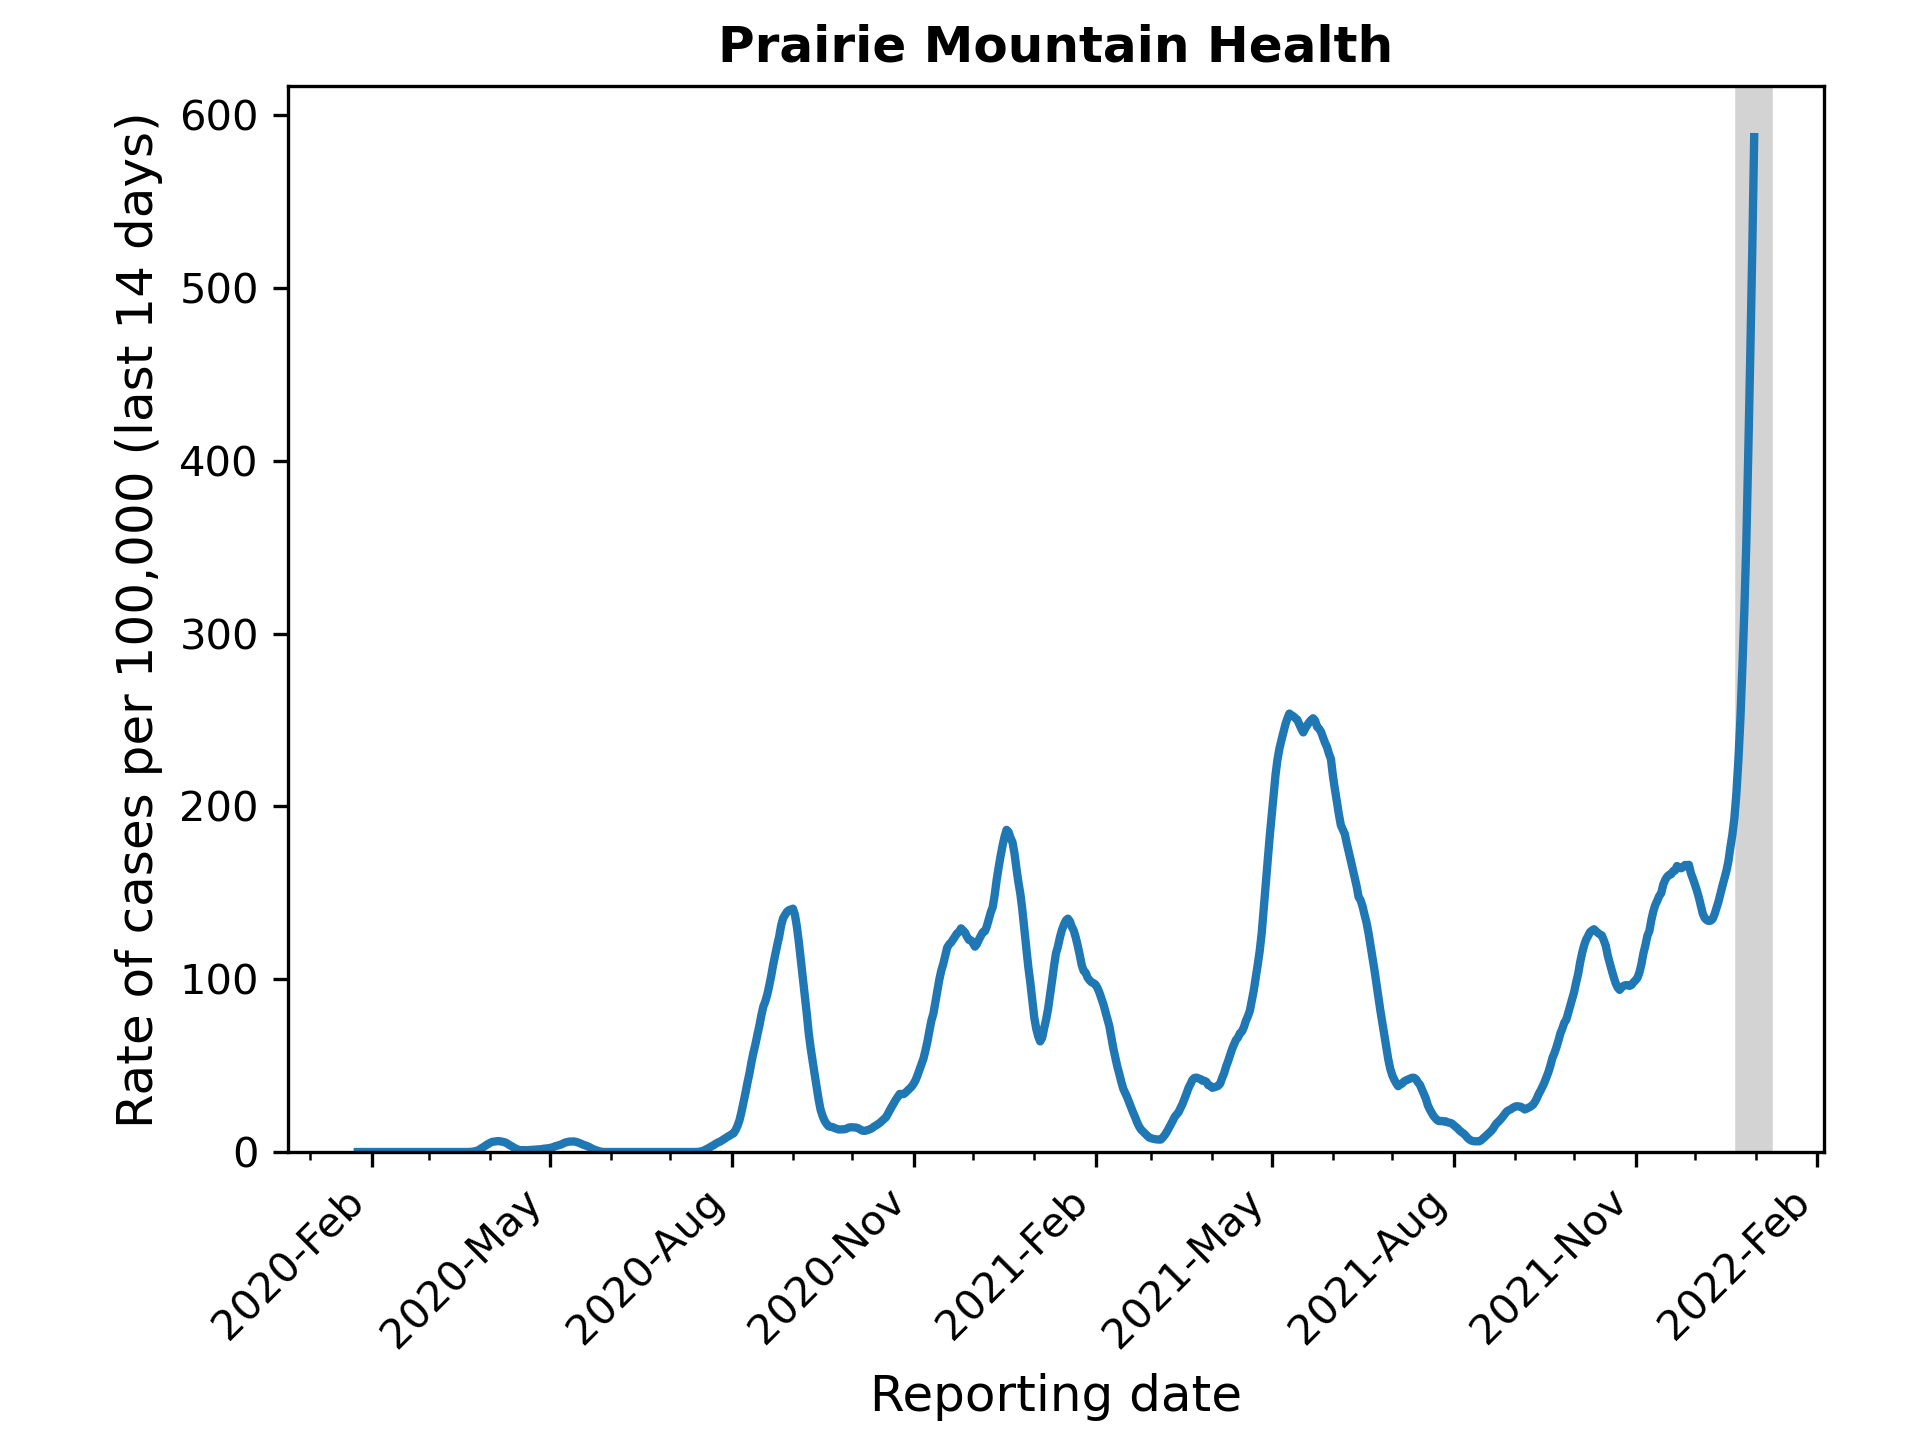 Prairie Mountain Health
Rate of cases per 100,000 (last 14 days)
600
500
400
300
200
100
0
2020-Feb
2020-May
2020-Aug
2020-Nov
2021-Feb
2021-May
2021-Aug
2021-Nov
2022-Feb
Reporting date